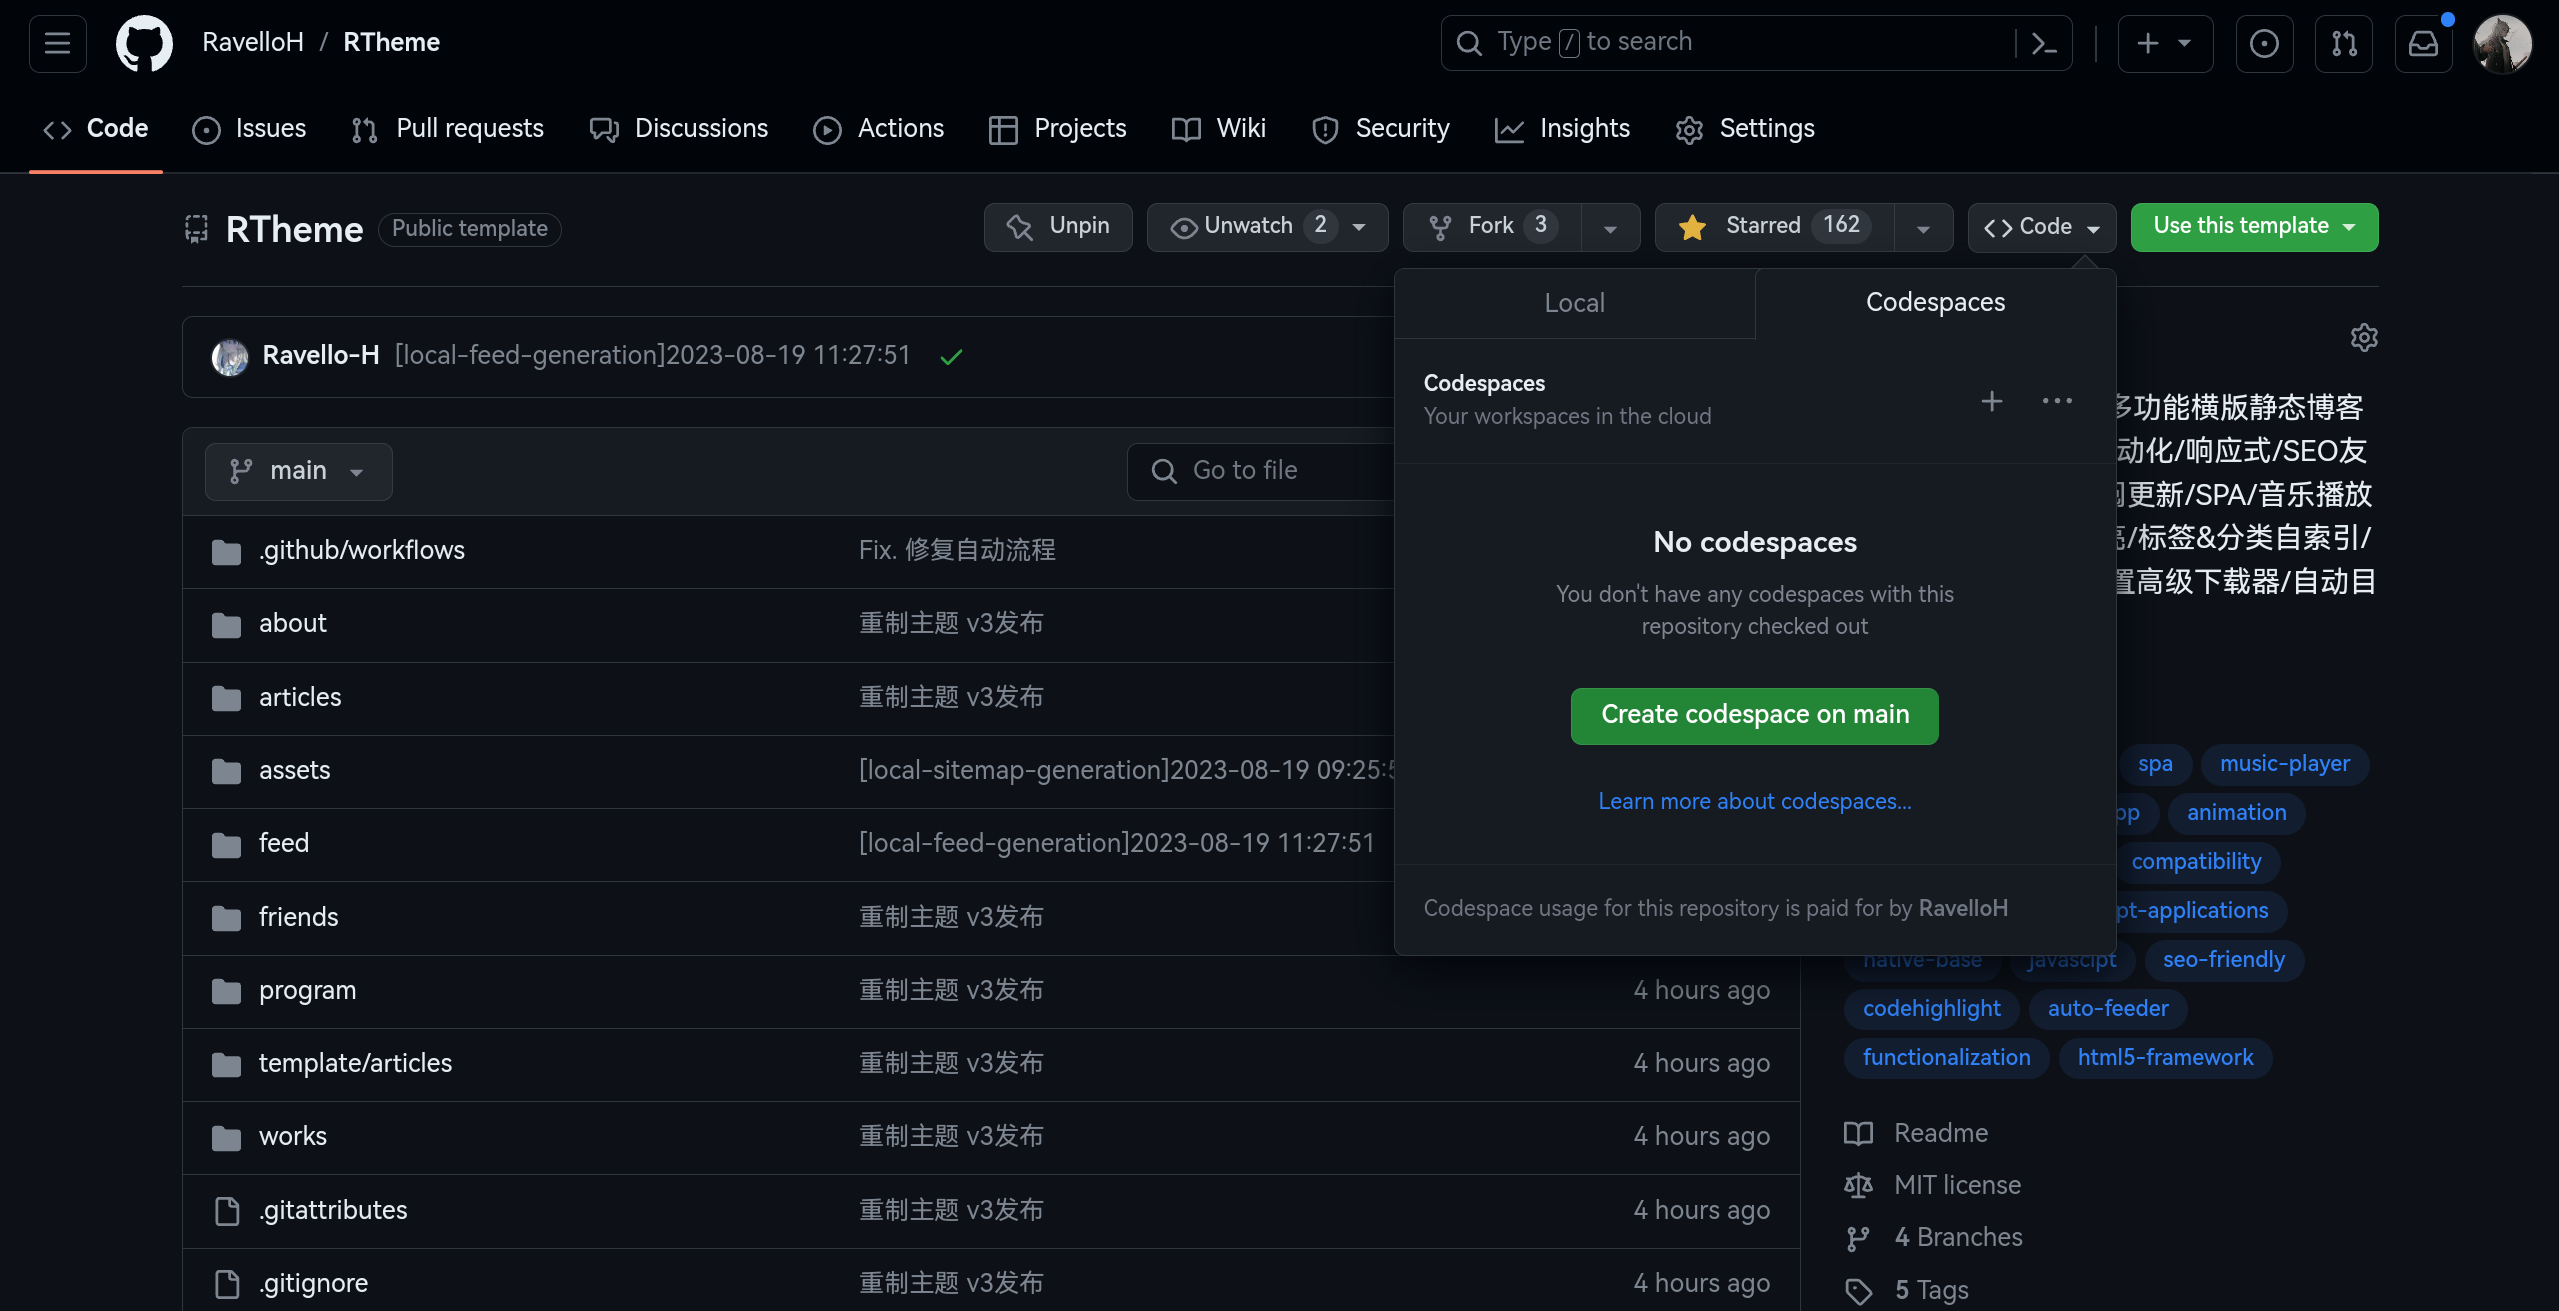 RavelloH / RTheme
Type / to search
Code
Issues
Pull requests
Discussions
Actions
Projects
Wiki
Security
Insights
Settings
RTheme
Public template
Unpin
Unwatch 2
Fork 3
Starred 162
Code
Use this template
Local
Codespaces
Codespaces
Your workspaces in the cloud
No codespaces
You don't have any codespaces with this
repository checked out
Create codespace on main
Learn more about codespaces...
Codespace usage for this repository is paid for by RavelloH
Ravello-H [local-feed-generation]2023-08-19 11:27:51
main
Go to file
.github/workflows Fix. 修复自动流程
about 重制主题 v3发布
articles 重制主题 v3发布
assets [local-sitemap-generation]2023-08-19 09:25:5
feed [local-feed-generation]2023-08-19 11:27:51
friends 重制主题 v3发布
program 重制主题 v3发布 4 hours ago
template/articles 重制主题 v3发布 4 hours ago
works 重制主题 v3发布 4 hours ago
.gitattributes 重制主题 v3发布 4 hours ago
.gitignore 重制主题 v3发布 4 hours ago
多功能横版静态博客
动化/响应式/SEO友
更新/SPA/音乐播放
/标签&分类自索引/
置高级下载器/自动目
spa music-player
animation
compatibility
pt-applications
native-base javascipt seo-friendly
codehighlight auto-feeder
functionalization html5-framework
Readme
MIT license
4 Branches
5 Tags